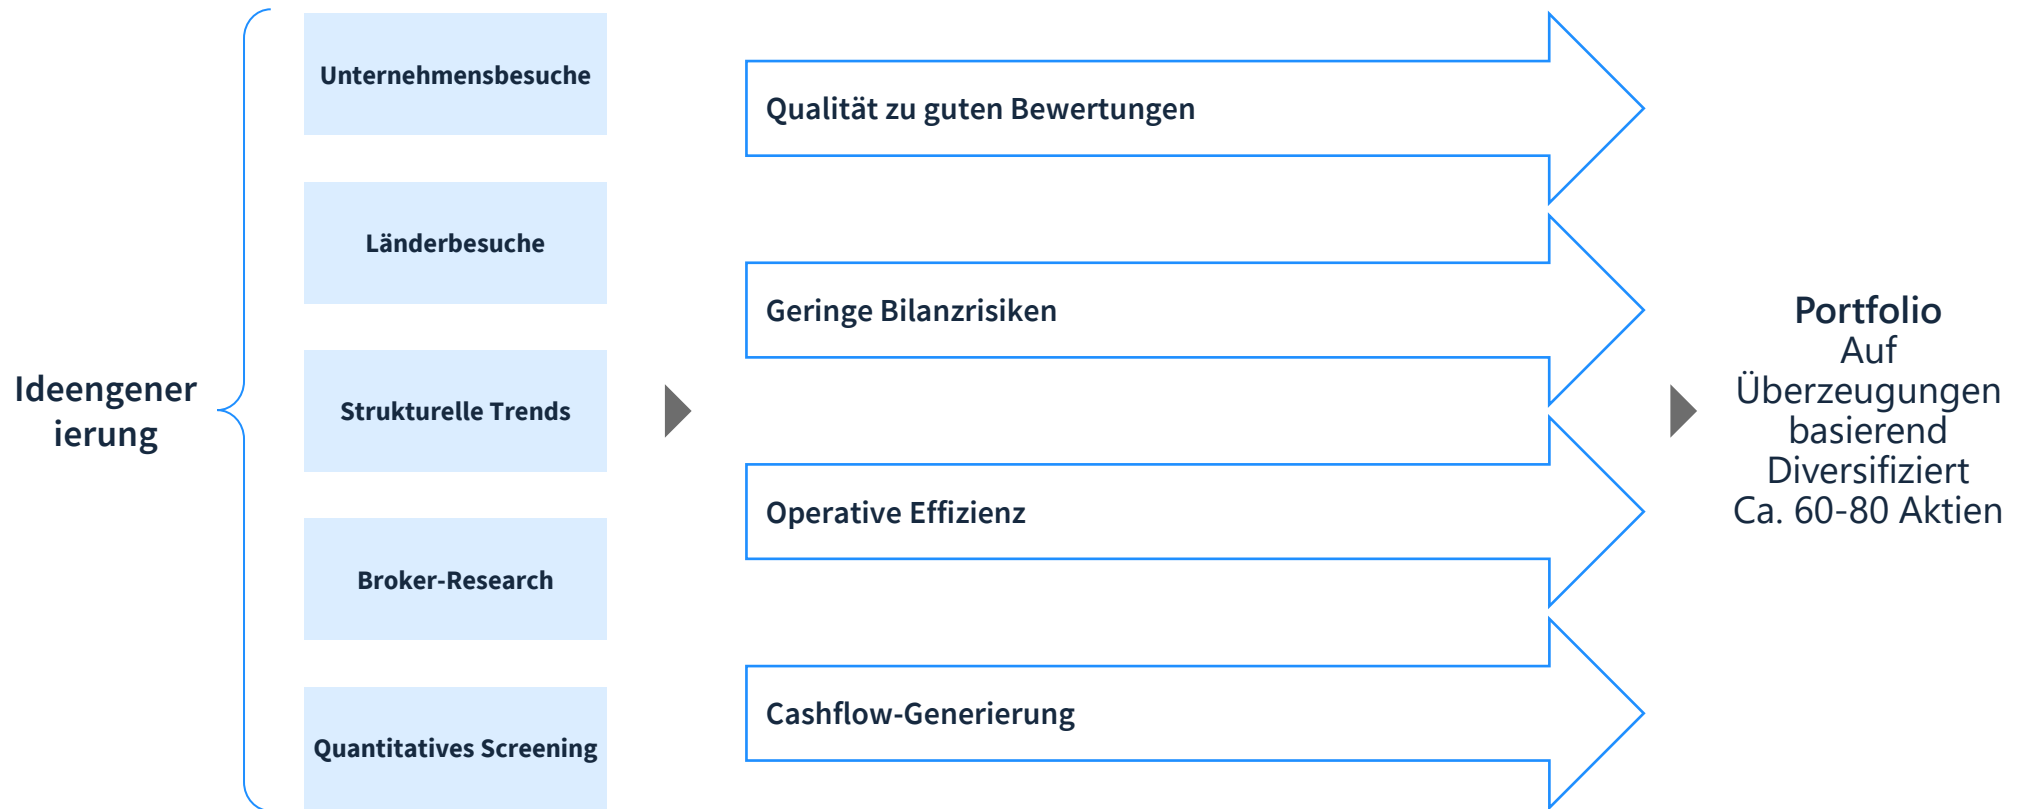 Ideengener
ierung
Unternehmensbesuche
Länderbesuche
Strukturelle Trends
Broker-Research
Quantitatives Screening
Qualität zu guten Bewertungen
Geringe Bilanzrisiken
Operative Effizienz
Cashflow-Generierung
Portfolio
Auf
Überzeugungen
basierend
Diversifiziert
Ca. 60-80 Aktien